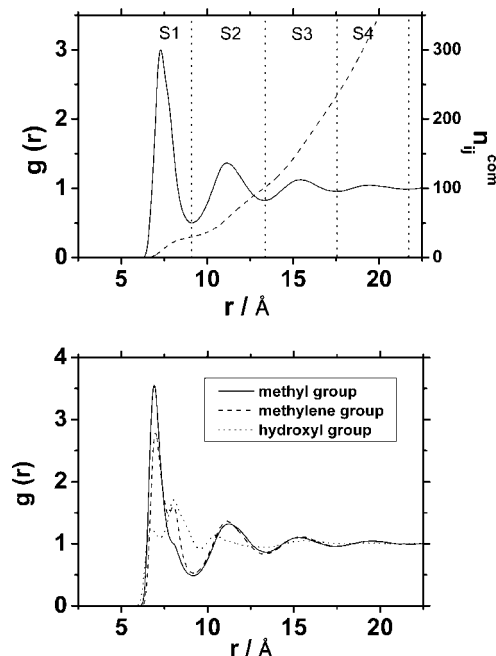 S1 S2 S3 S4
3
2
1
0
300
200
100
0
g (r)
n ij com
5 10 15 20
r / Å
4
3
2
1
0
g (r)
methyl group
methylene group
hydroxyl group
5 10 15 20
r / Å